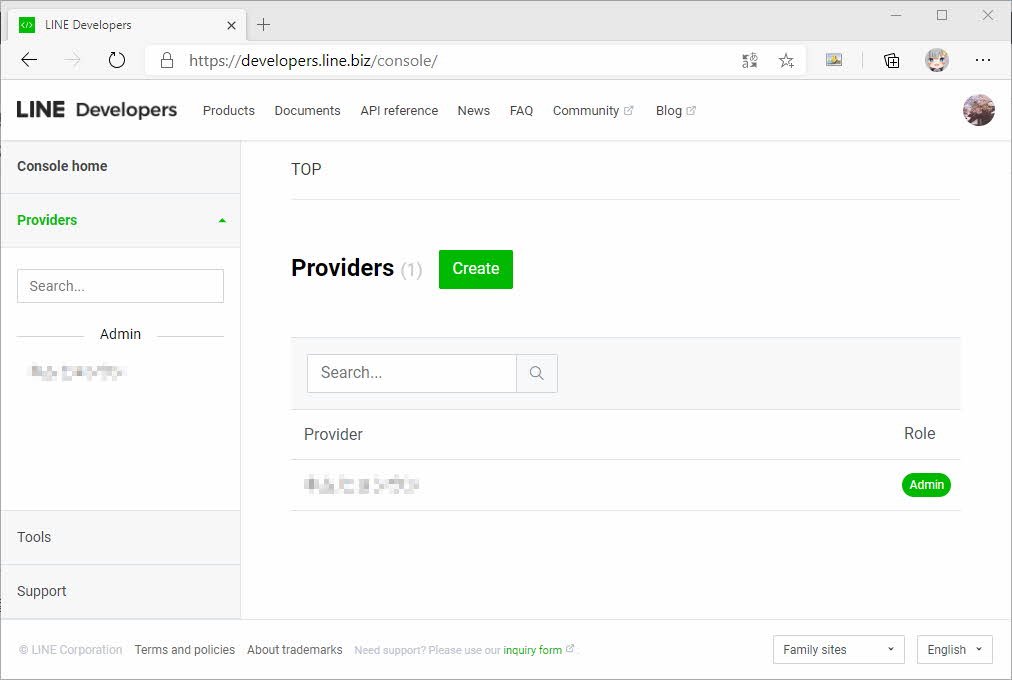 LINE Developers
https://developers.line.biz/console/
LINE Developers Products Documents API reference News FAQ Community Blog
Console home
TOP
Providers
Providers (1) Create
Search...
Admin
Search...
Provider Role
Admin
Tools
Support
© LINE Corporation Terms and policies About trademarks Need support? Please use our inquiry form . Family sites English